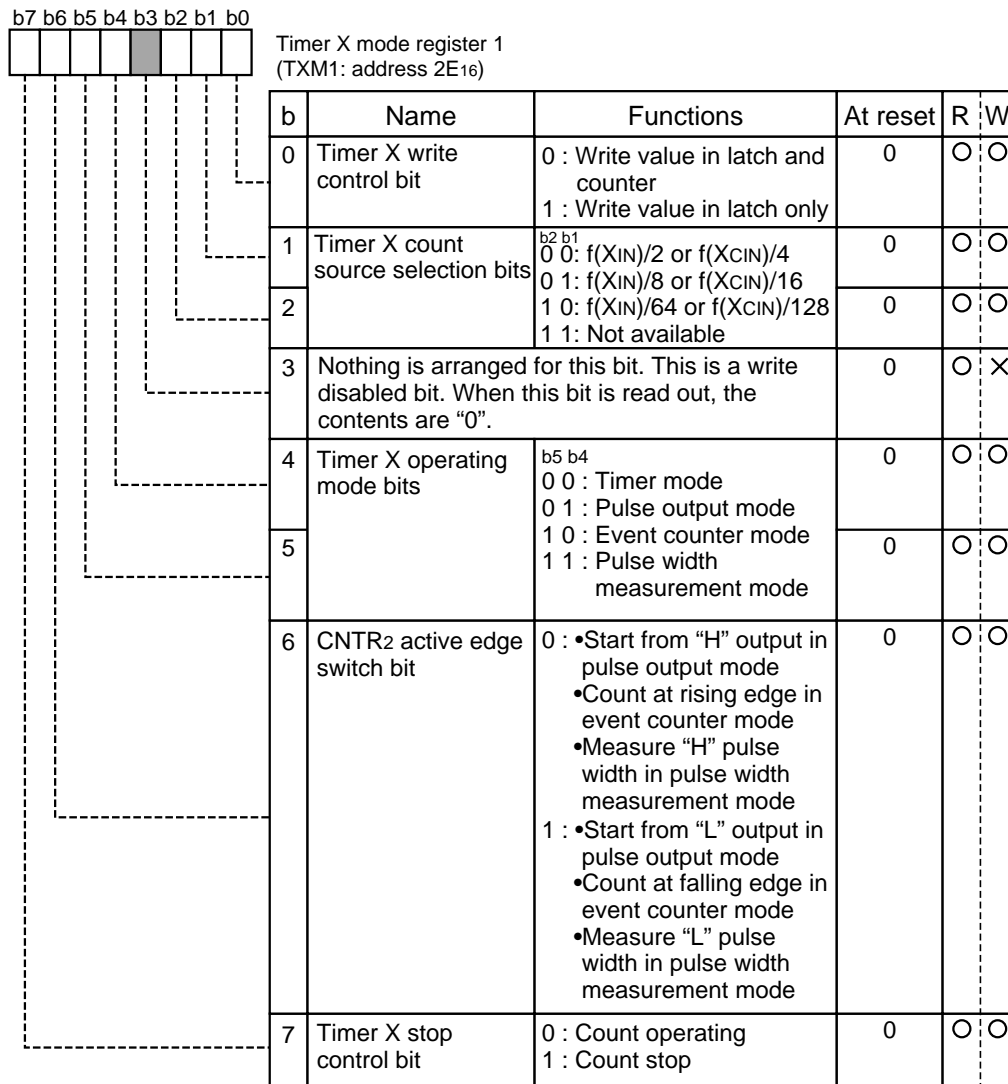 b7 b6 b5 b4 b3 b2 b1 b0
Timer X mode register 1
(TXM1: address 2E16)
b Name Functions At reset R W
0 Timer X write control bit
0 : Write value in latch and
counter
1 : Write value in latch only
0
1 Timer X count
source selection bits
2
b2 b1
0 0: f(XIN)/2 or f(XCIN)/4
0 1: f(XIN)/8 or f(XCIN)/16
1 0: f(XIN)/64 or f(XCIN)/128
1 1: Not available
0
0
3 Nothing is arranged for this bit. This is a write
disabled bit. When this bit is read out, the
contents are “0”.
0
4 Timer X operating
mode bits
5
b5 b4
0 0 : Timer mode
0 1 : Pulse output mode
1 0 : Event counter mode
1 1 : Pulse width
measurement mode
0
0
6 CNTR2 active edge
switch bit
0 : •Start from “H” output in
pulse output mode
•Count at rising edge in
event counter mode
•Measure “H” pulse
width in pulse width
measurement mode
1 : •Start from “L” output in
pulse output mode
•Count at falling edge in
event counter mode
•Measure “L” pulse
width in pulse width
measurement mode
0
7 Timer X stop
control bit
0 : Count operating
1 : Count stop
0